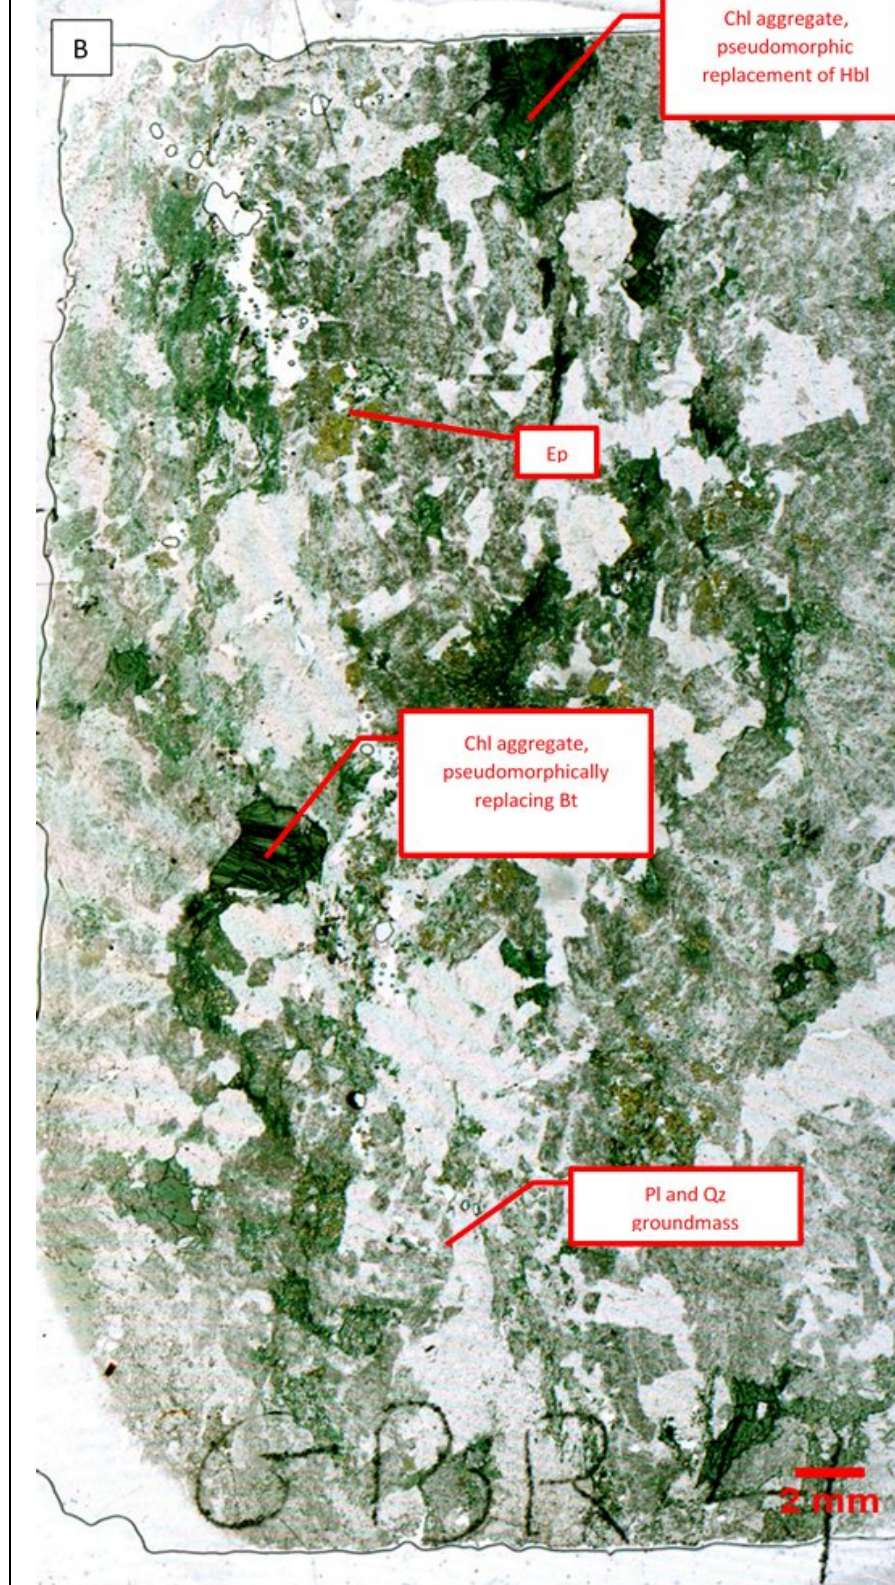 B
Chl aggregate,
pseudomorphic
replacement of Hbl
Ep
Chl aggregate,
pseudomorphically
replacing Bt
Pl and Qz
groundmass
GBR 4
2 mm